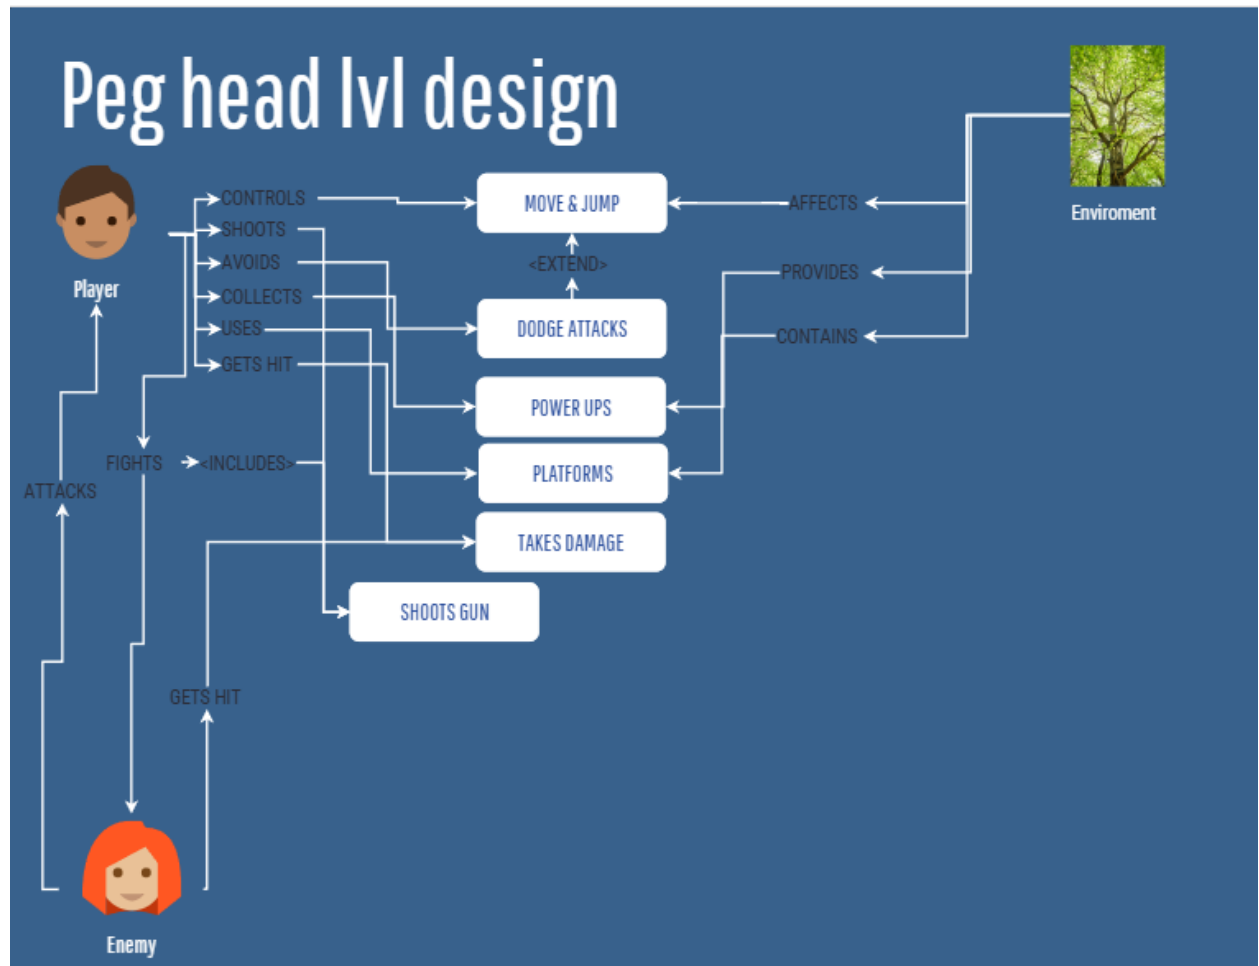 Peg head lvl design
Player
CONTROLS
SHOOTS
AVOIDS
COLLECTS
USES
GETS HIT
FIGHTS
<INCLUDES>
ATTACKS
MOVE & JUMP
<EXTEND>
DODGE ATTACKS
POWER UPS
PLATFORMS
TAKES DAMAGE
SHOOTS GUN
AFFECTS
PROVIDES
CONTAINS
Enviroment
GETS HIT
Enemy